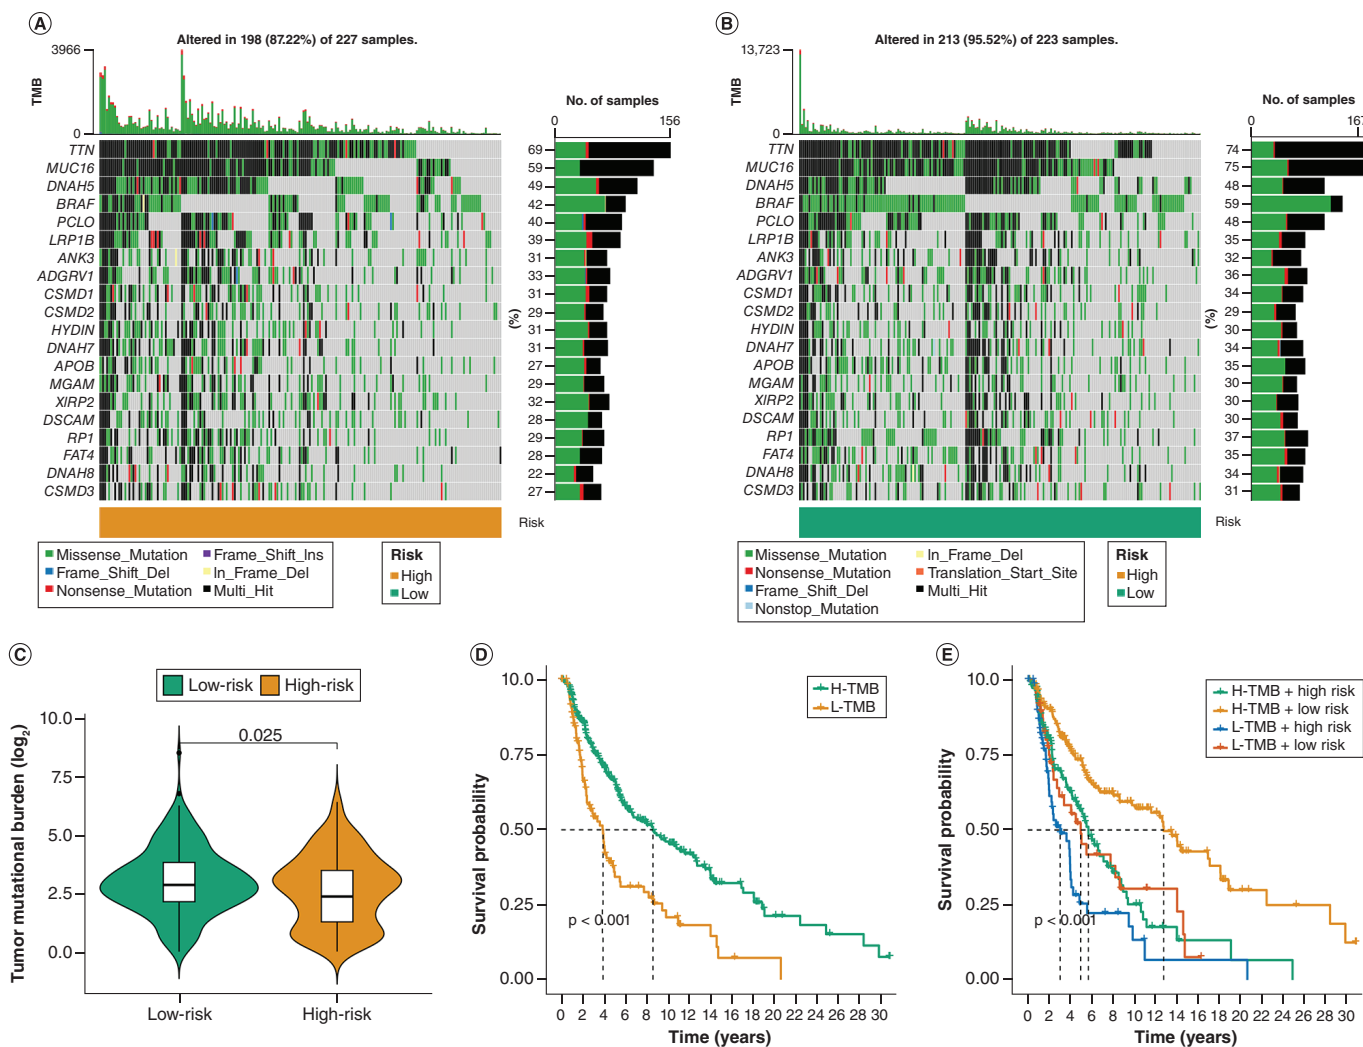 A
Altered in 198 (87.22%) of 227 samples.
3966
TMB
0
No. of samples
0 156
TTN 69
MUC16 59
DNAH5 49
BRAF 42
PCLO 40
LRP1B 39
ANK3 31
ADGRV1 33
CSMD1 31
CSMD2 29
HYDIN 31
DNAH7 31
APOB 27
MGAM 29
XIRP2 32
DSCAM 28
RP1 29
FAT4 28
DNAH8 22
CSMD3 27
(%)
Risk
Missense_Mutation Frame_Shift_Ins
Frame_Shift_Del In_Frame_Del
Nonsense_Mutation Multi_Hit
Risk
High
Low
B
Altered in 213 (95.52%) of 223 samples.
13,723
TMB
0
No. of samples
0 167
TTN 74
MUC16 75
DNAH5 48
BRAF 59
PCLO 48
LRP1B 35
ANK3 32
ADGRV1 36
CSMD1 34
CSMD2 29
HYDIN 30
DNAH7 34
APOB 35
MGAM 30
XIRP2 30
DSCAM 30
RP1 37
FAT4 35
DNAH8 34
CSMD3 31
(%)
Risk
Missense_Mutation In_Frame_Del
Nonsense_Mutation Translation_Start_Site
Frame_Shift_Del Multi_Hit
Nonstop_Mutation
Risk
High
Low
C
Low-risk High-risk
Tumor mutational burden (log2)
10.0
7.5
5.0
2.5
0.0
0.025
Low-risk High-risk
D
H-TMB
L-TMB
Survival probability
10.0
0.75
0.50
0.25
0.00
p < 0.001
0 2 4 6 8 10 12 14 16 18 20 22 24 26 28 30
Time (years)
E
H-TMB + high risk
H-TMB + low risk
L-TMB + high risk
L-TMB + low risk
Survival probability
10.0
0.75
0.50
0.25
0.00
p < 0.001
0 2 4 6 8 10 12 14 16 18 20 22 24 26 28 30
Time (years)